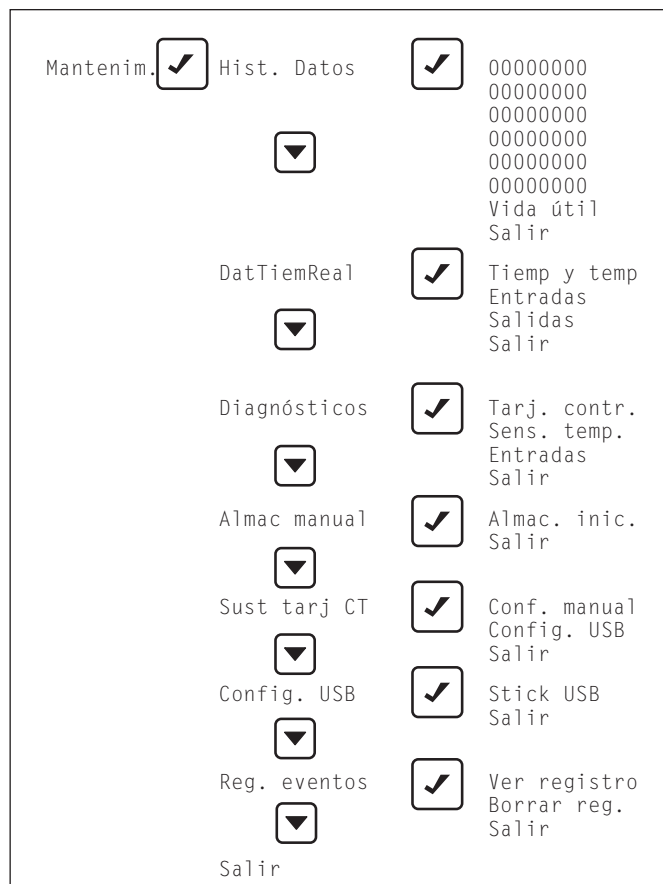 Mantenim. Hist. Datos 00000000
00000000
00000000
00000000
00000000
00000000
Vida útil
Salir
DatTiemReal Tiemp y temp
Entradas
Salidas
Salir
Diagnósticos Tarj. contr.
Sens. temp.
Entradas
Salir
Almac manual Almac. inic.
Salir
Sust tarj CT Conf. manual
Config. USB
Salir
Config. USB Stick USB
Salir
Reg. eventos Ver registro
Borrar reg.
Salir
Salir